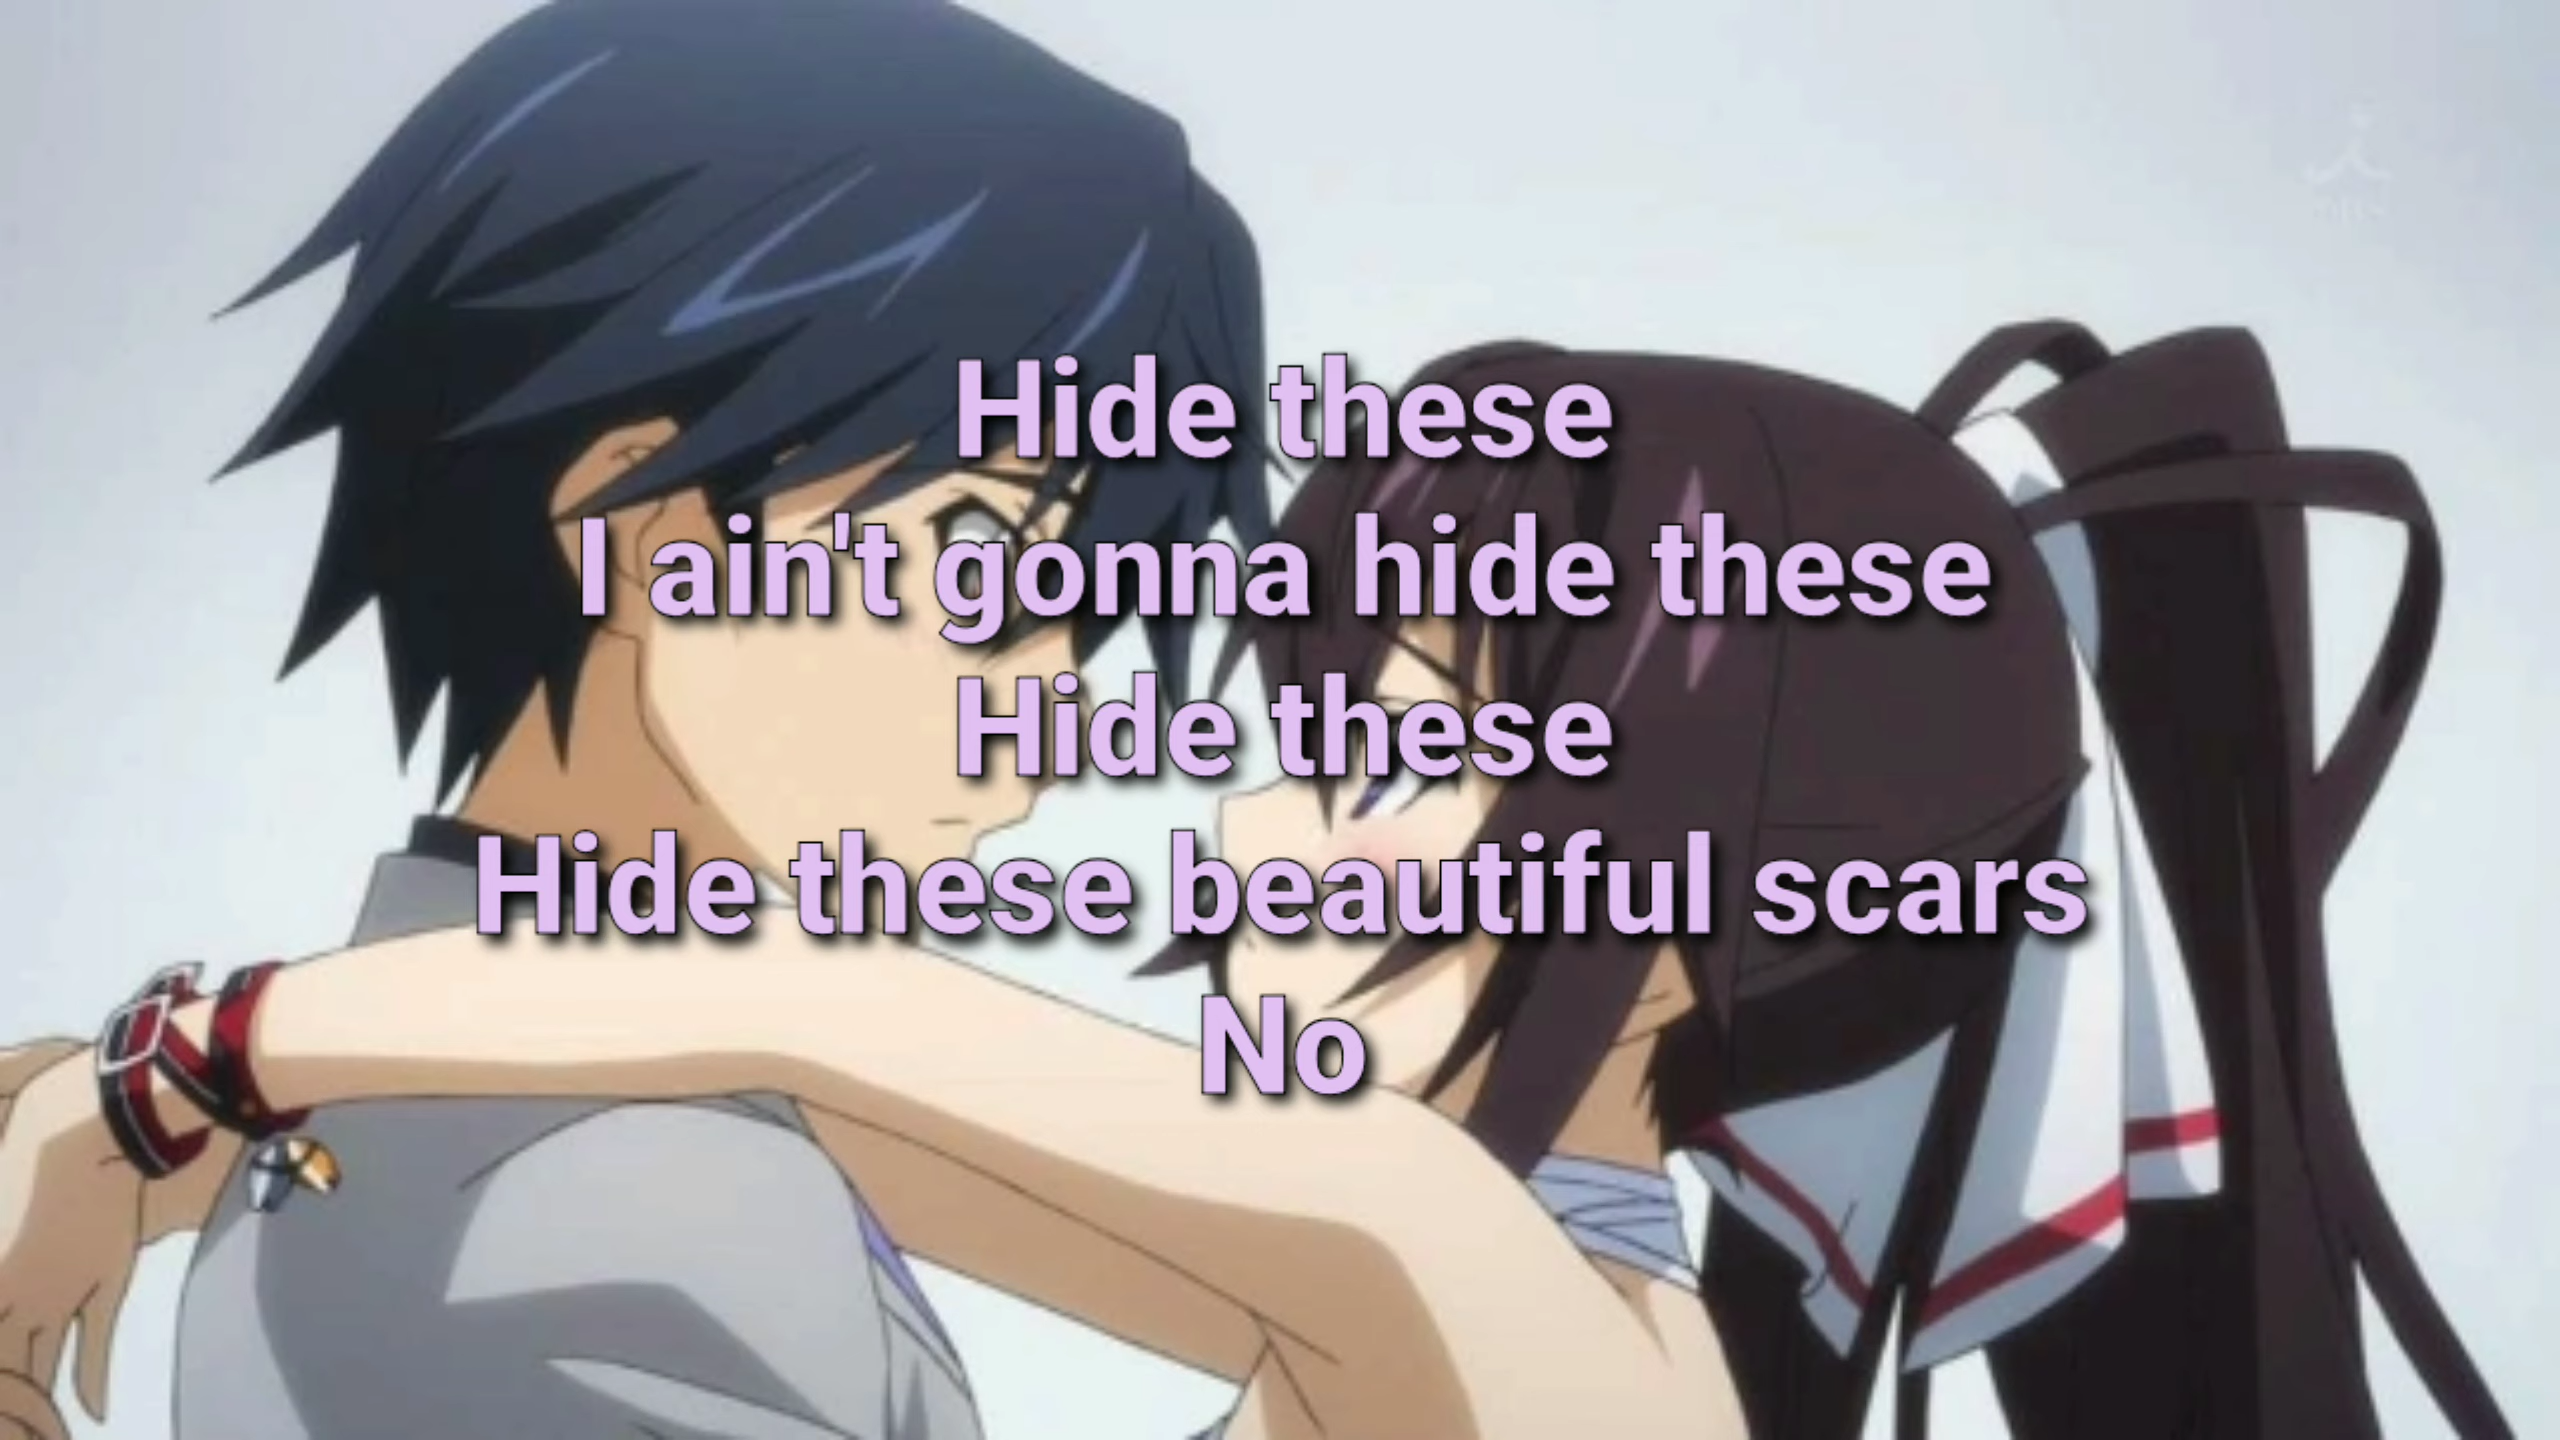 Hide these
I ain't gonna hide these
Hide these
Hide these beautiful scars
No